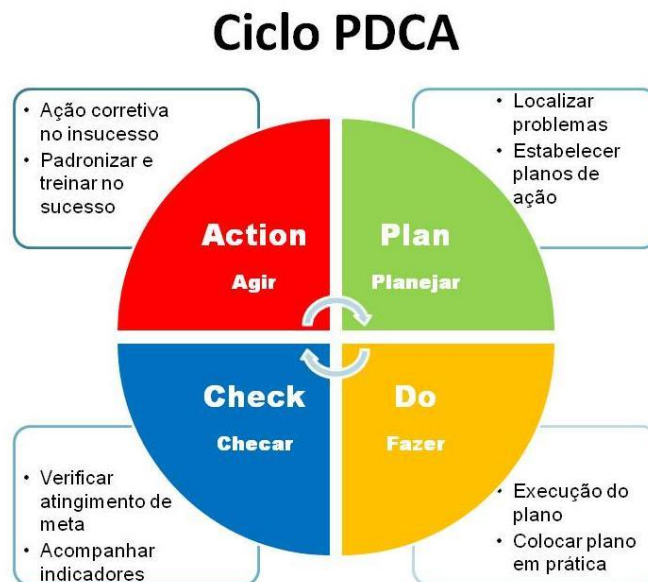 Ciclo PDCA
• Ação corretiva
no insucesso
• Padronizar e
treinar no
sucesso
• Localizar
problemas
• Estabelecer
planos de
ação
Action
Agir
Plan
Planejar
Check
Checar
Do
Fazer
• Verificar
atingimento de
meta
• Acompanhar
indicadores
• Execução do
plano
• Colocar plano
em prática